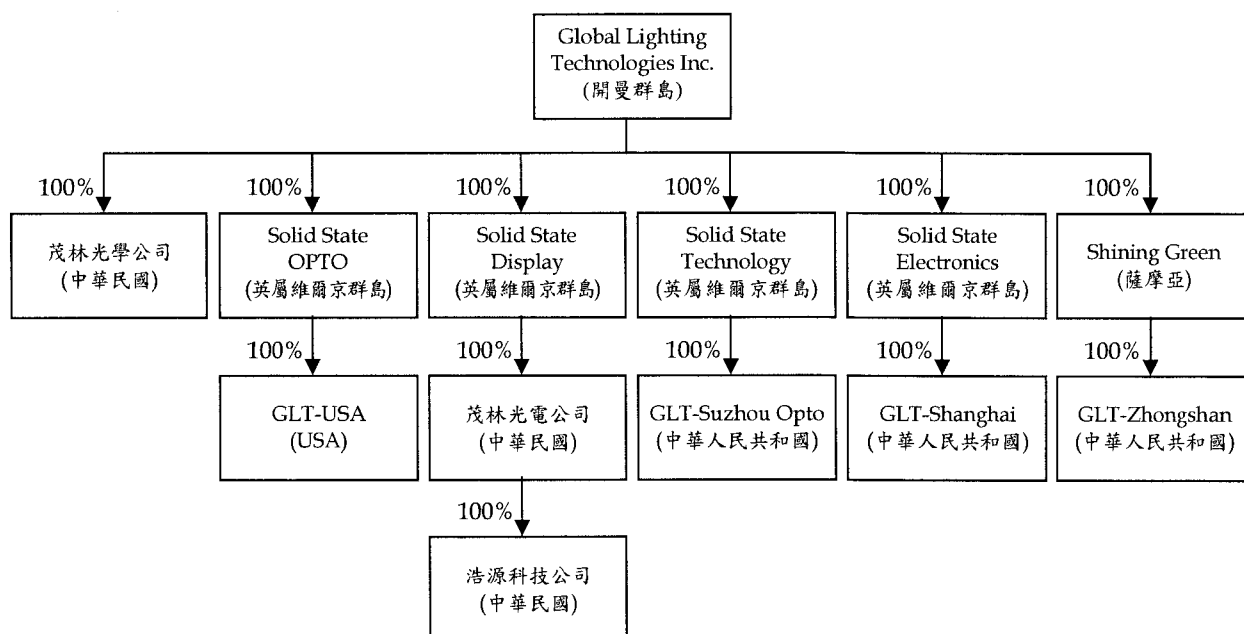 Global Lighting
Technologies Inc.
(開曼群島)
100%
100%
100%
100%
100%
100%
茂林光學公司
(中華民國)
Solid State
OPTO
(英屬維爾京群島)
Solid State
Display
(英屬維爾京群島)
Solid State
Technology
(英屬維爾京群島)
Solid State
Electronics
(英屬維爾京群島)
Shining Green
(薩摩亞)
100%
100%
100%
100%
100%
GLT-USA
(USA)
茂林光電公司
(中華民國)
GLT-Suzhou Opto
(中華人民共和國)
GLT-Shanghai
(中華人民共和國)
GLT-Zhongshan
(中華人民共和國)
100%
浩源科技公司
(中華民國)